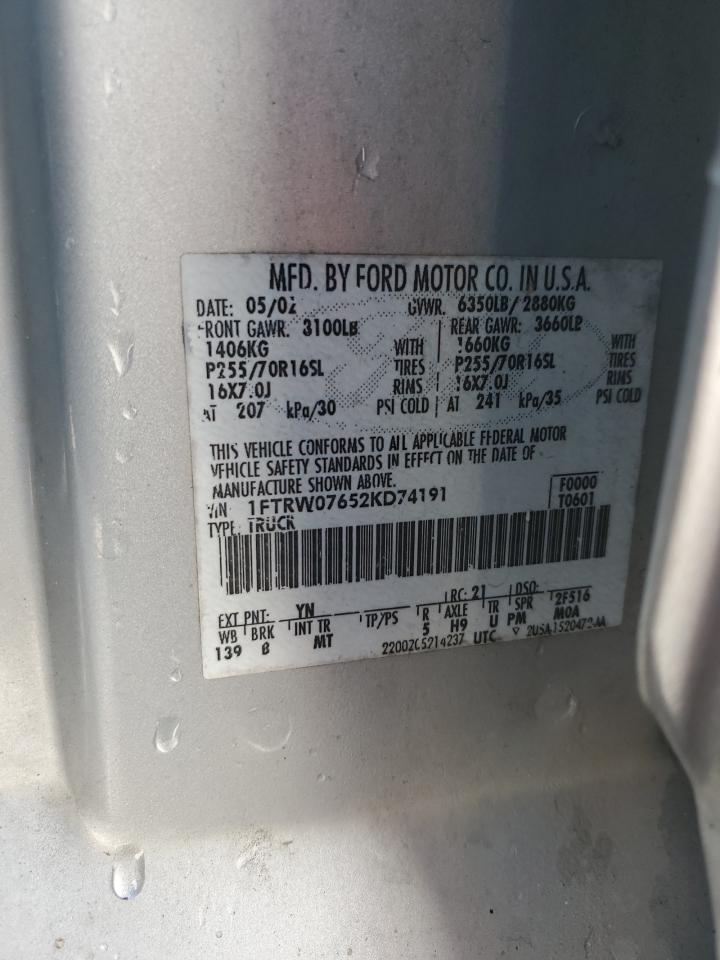 MFD. BY FORD MOTOR CO. IN U.S.A.
DATE: 05/02 GVWR: 6350LB/ 2880KG
FRONT GAWR: 3100LB REAR GAWR: 3660LB
1406KG WITH 1660KG WITH
P255/70R16SL TIRES P255/70R16SL TIRES
16X7.0J RIMS 16X7.0J RIMS
AT 207 kPa/30 PSI COLD AT 241 kPa/35 PSI COLD
THIS VEHICLE CONFORMS TO ALL APPLICABLE FEDERAL MOTOR
VEHICLE SAFETY STANDARDS IN EFFECT ON THE DATE OF
MANUFACTURE SHOWN ABOVE.
VIN: 1FTRW07652KD74191 F0000
TYPE: TRUCK T0601
EXT PNT: YN RC: 21 DSO:
WB BRK INT TR TP/PS R AXLE TR SPR 12F516
139 B MT 5 H9 U PM MOA
UTC